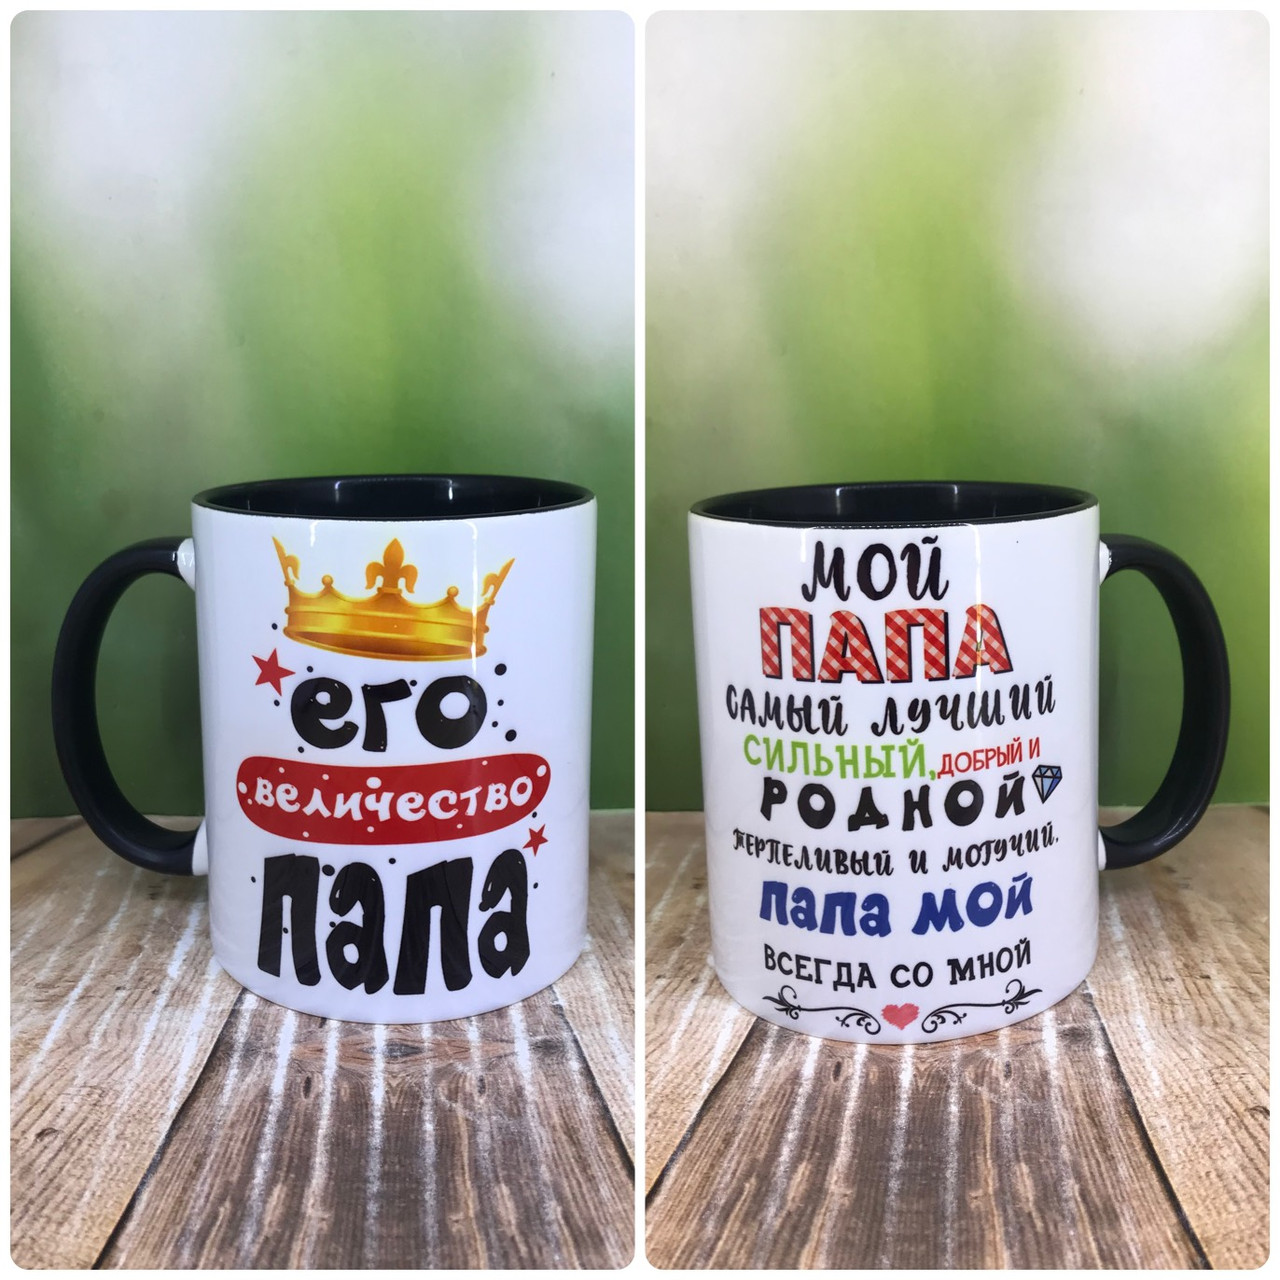 его
величество
папа
МОЙ
ПАПА
САМЫЙ ЛУЧШИЙ
СИЛЬНЫЙ, ДОБРЫЙ И
РОДНОЙ
ТЕРПЕЛИВЫЙ И МОГУЧИЙ.
папа мой
ВСЕГДА СО МНОЙ